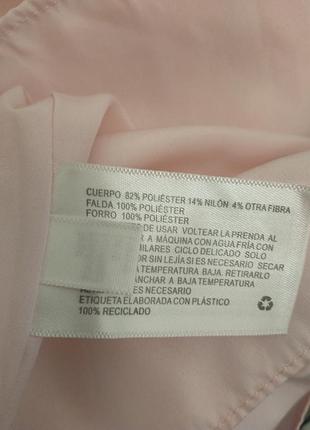 CUERPO 82% POLIÉSTER 14% NILÓN 4% OTRA FIBRA
FALDA 100% POLIÉSTER
FORRO 100% POLIÉSTER
DE USAR VOLTEAR LA PRENDA AL
A MÁQUINA CON AGUA FRÍA CON
CICLO DELICADO SOLO
SIN LEJÍA SI ES NECESARIO SECAR
A TEMPERATURA BAJA. RETIRARLO
A BAJA TEMPERATURA
ES NECESARIO
ETIQUETA ELABORADA CON PLÁSTICO
100% RECICLADO